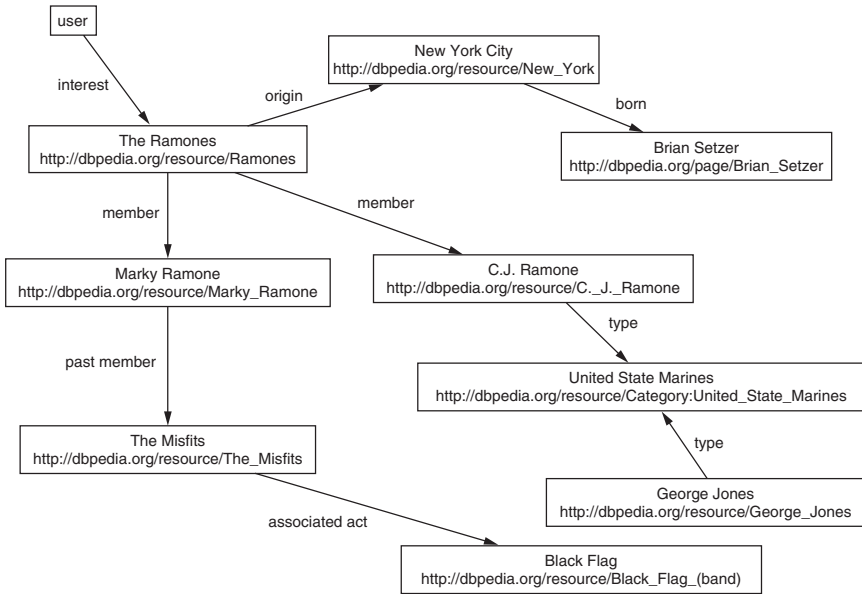 user
interest
New York City
http://dbpedia.org/resource/New_York
origin
born
The Ramones
http://dbpedia.org/resource/Ramones
Brian Setzer
http://dbpedia.org/page/Brian_Setzer
member
member
Marky Ramone
http://dbpedia.org/resource/Marky_Ramone
C.J. Ramone
http://dbpedia.org/resource/C._J._Ramone
type
past member
United State Marines
http://dbpedia.org/resource/Category:United_State_Marines
type
The Misfits
http://dbpedia.org/resource/The_Misfits
George Jones
http://dbpedia.org/resource/George_Jones
associated act
Black Flag
http://dbpedia.org/resource/Black_Flag_(band)